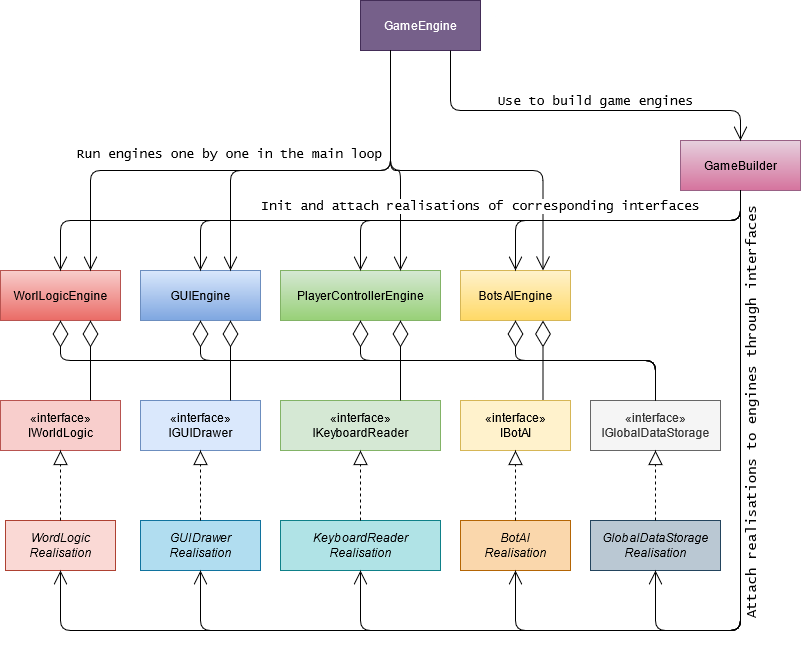 GameEngine
Use to build game engines
Run engines one by one in the main loop
GameBuilder
Init and attach realisations of corresponding interfaces
WorLogicEngine
GUIEngine
PlayerControllerEngine
BotsAIEngine
Attach realisations to engines through interfaces
«interface»
IWorldLogic
«interface»
IGUIDrawer
«interface»
IKeyboardReader
«interface»
IBotAI
«interface»
IGlobalDataStorage
WordLogic
Realisation
GUIDrawer
Realisation
KeyboardReader
Realisation
BotAI
Realisation
GlobalDataStorage
Realisation